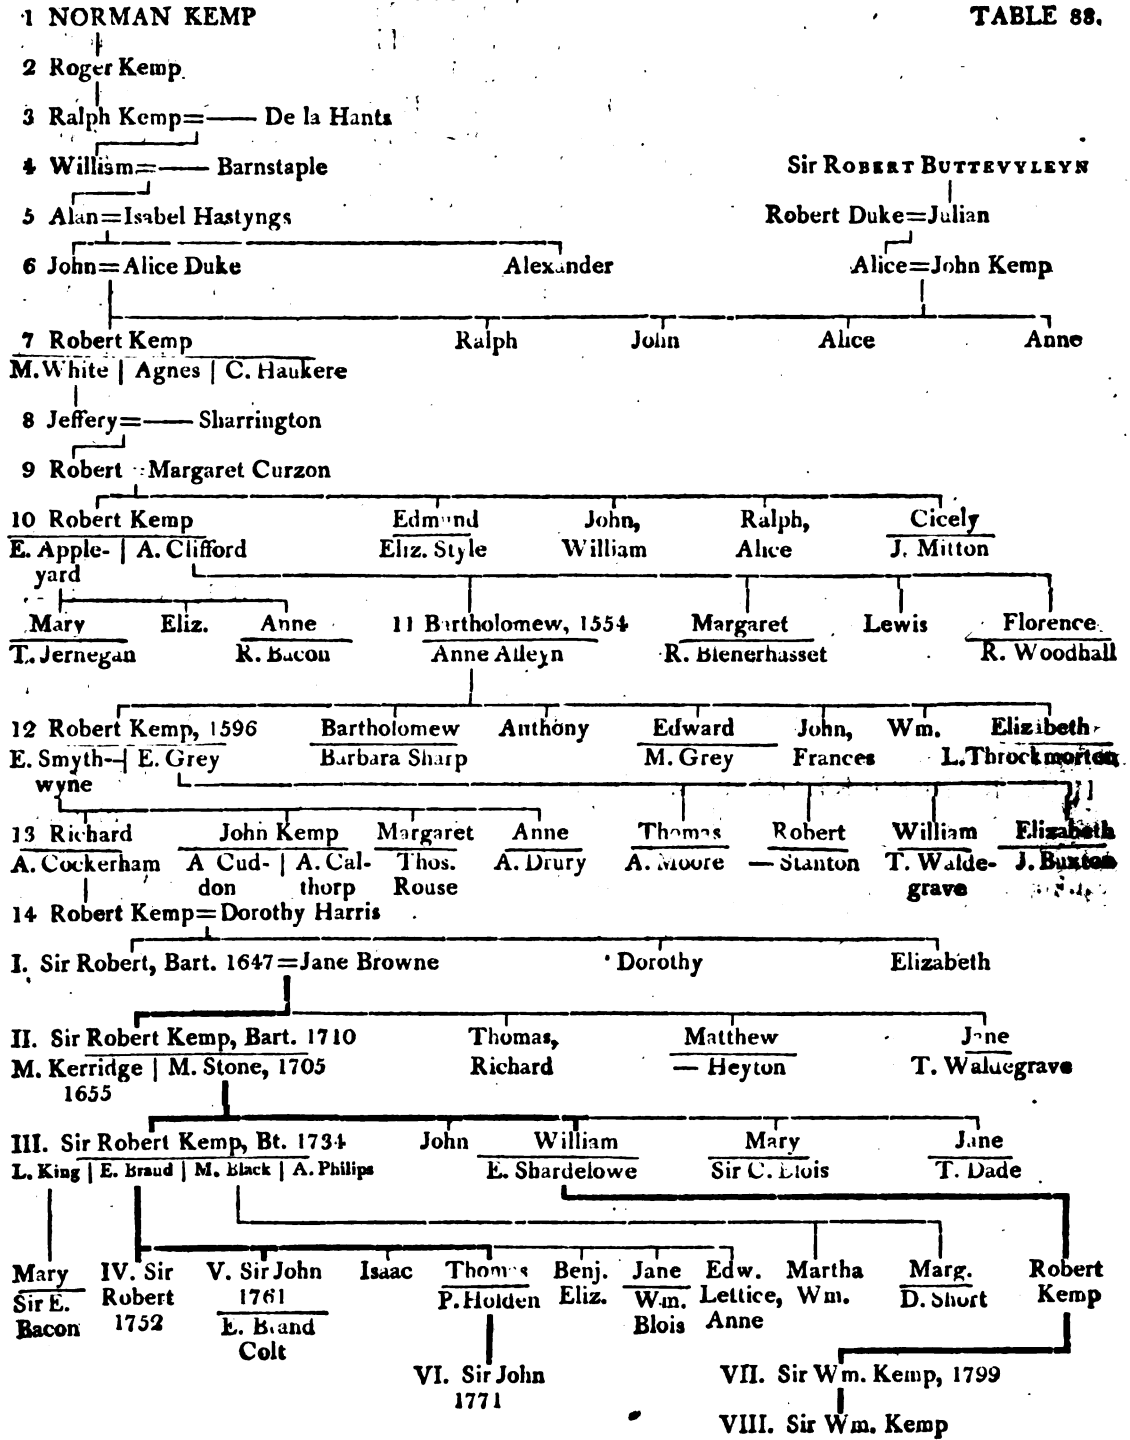 1 NORMAN KEMP TABLE 88.
2 Roger Kemp
3 Ralph Kemp=—— De la Hants
4 William=—— Barnstaple Sir ROBERT BUTTEVYLEYN
5 Alan=Isabel Hastyngs Robert Duke=Julian
6 John=Alice Duke Alexander Alice=John Kemp
7 Robert Kemp Ralph John Alice Anne
M. White | Agnes | C. Haukere
8 Jeffery=—— Sharrington
9 Robert = Margaret Curzon
10 Robert Kemp Edmund John, Ralph, Cicely
E. Apple- | A. Clifford Eliz. Style William Alice J. Mitton
yard
Mary Eliz. Anne 11 Bartholomew, 1554 Margaret Lewis Florence
T. Jernegan R. Bacon Anne Alleyn R. Blenerhasset R. Woodhall
12 Robert Kemp, 1596 Bartholomew Anthony Edward John, Wm. Elizabeth
E. Smyth- | E. Grey Barbara Sharp M. Grey Frances L. Throckmorton
wyne
13 Richard John Kemp Margaret Anne Thomas Robert William Elizabeth
A. Cockerham A Cud- | A. Cal- Thos. A. Drury A. Moore — Stanton T. Walde- J. Buxton
don thorp Rouse grave
14 Robert Kemp=Dorothy Harris
I. Sir Robert, Bart. 1647=Jane Browne Dorothy Elizabeth
II. Sir Robert Kemp, Bart. 1710 Thomas, Matthew Jane
M. Kerridge | M. Stone, 1705 Richard — Heyton T. Waldegrave
1655
III. Sir Robert Kemp, Bt. 1734 John William Mary Jane
L. King | E. Brand | M. Black | A. Philips E. Shardelowe Sir C. Blois T. Dade
Mary IV. Sir V. Sir John Isaac Thomas Benj. Jane Edw. Martha Marg. Robert
Sir E. Robert 1761 P. Holden Eliz. Wm. Lettice, Wm. D. Short Kemp
Bacon 1752 E. Brand Blois Anne
Colt
VI. Sir John VII. Sir Wm. Kemp, 1799
1771
VIII. Sir Wm. Kemp